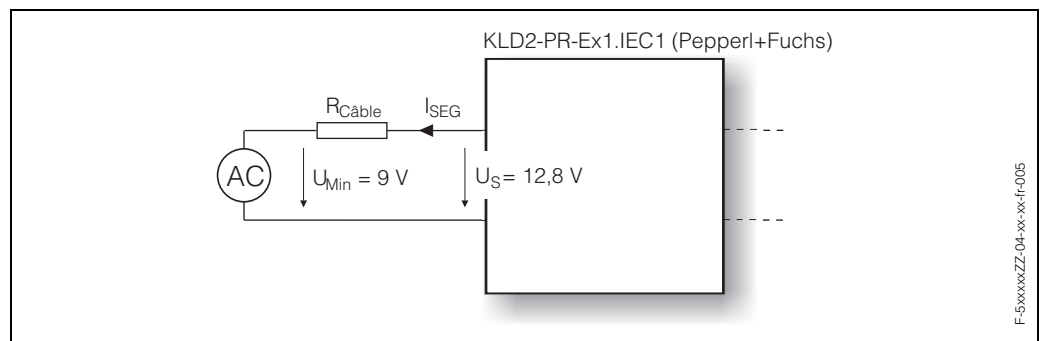 KLD2-PR-Ex1.IEC1 (Pepperl+Fuchs)
RCâble
ISEG
AC
UMin = 9 V
US= 12,8 V
F-5xxxxxZZ-04-xx-xx-fr-005